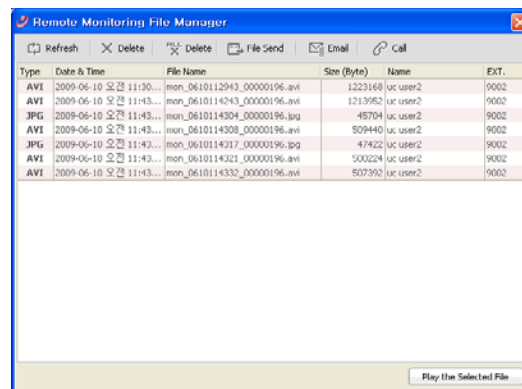 Remote Monitoring File Manager
Refresh Delete Delete File Send Email Call
Type Date & Time File Name Size (Byte) Name EXT.
AVI 2009-06-10 오전 11:30... mon_0610112943_00000196.avi 1223168 uc user2 9002
AVI 2009-06-10 오전 11:43... mon_0610114243_00000196.avi 1213952 uc user2 9002
JPG 2009-06-10 오전 11:43... mon_0610114304_00000196.jpg 45704 uc user2 9002
AVI 2009-06-10 오전 11:43... mon_0610114308_00000196.avi 509440 uc user2 9002
JPG 2009-06-10 오전 11:43... mon_0610114317_00000196.jpg 47422 uc user2 9002
AVI 2009-06-10 오전 11:43... mon_0610114321_00000196.avi 500224 uc user2 9002
AVI 2009-06-10 오전 11:43... mon_0610114332_00000196.avi 507392 uc user2 9002
Play the Selected File